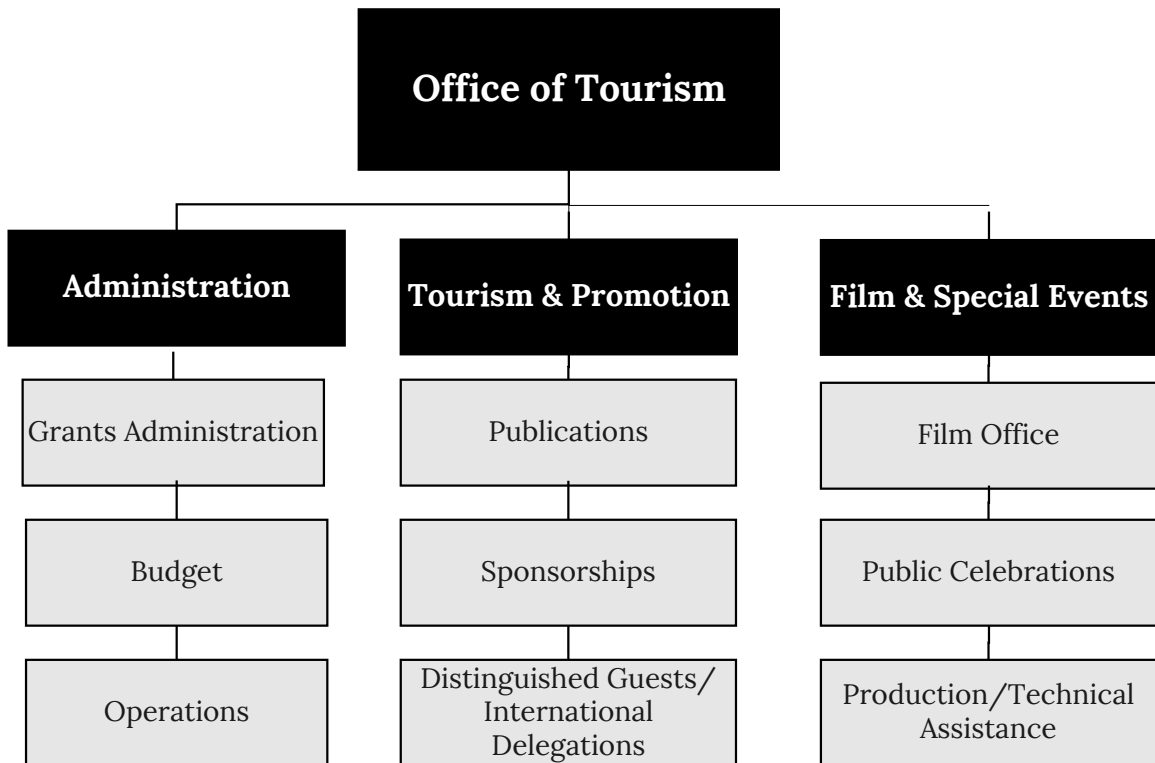 Office of Tourism
Administration
Tourism & Promotion
Film & Special Events
Grants Administration
Publications
Film Office
Budget
Sponsorships
Public Celebrations
Operations
Distinguished Guests/
International
Delegations
Production/Technical
Assistance